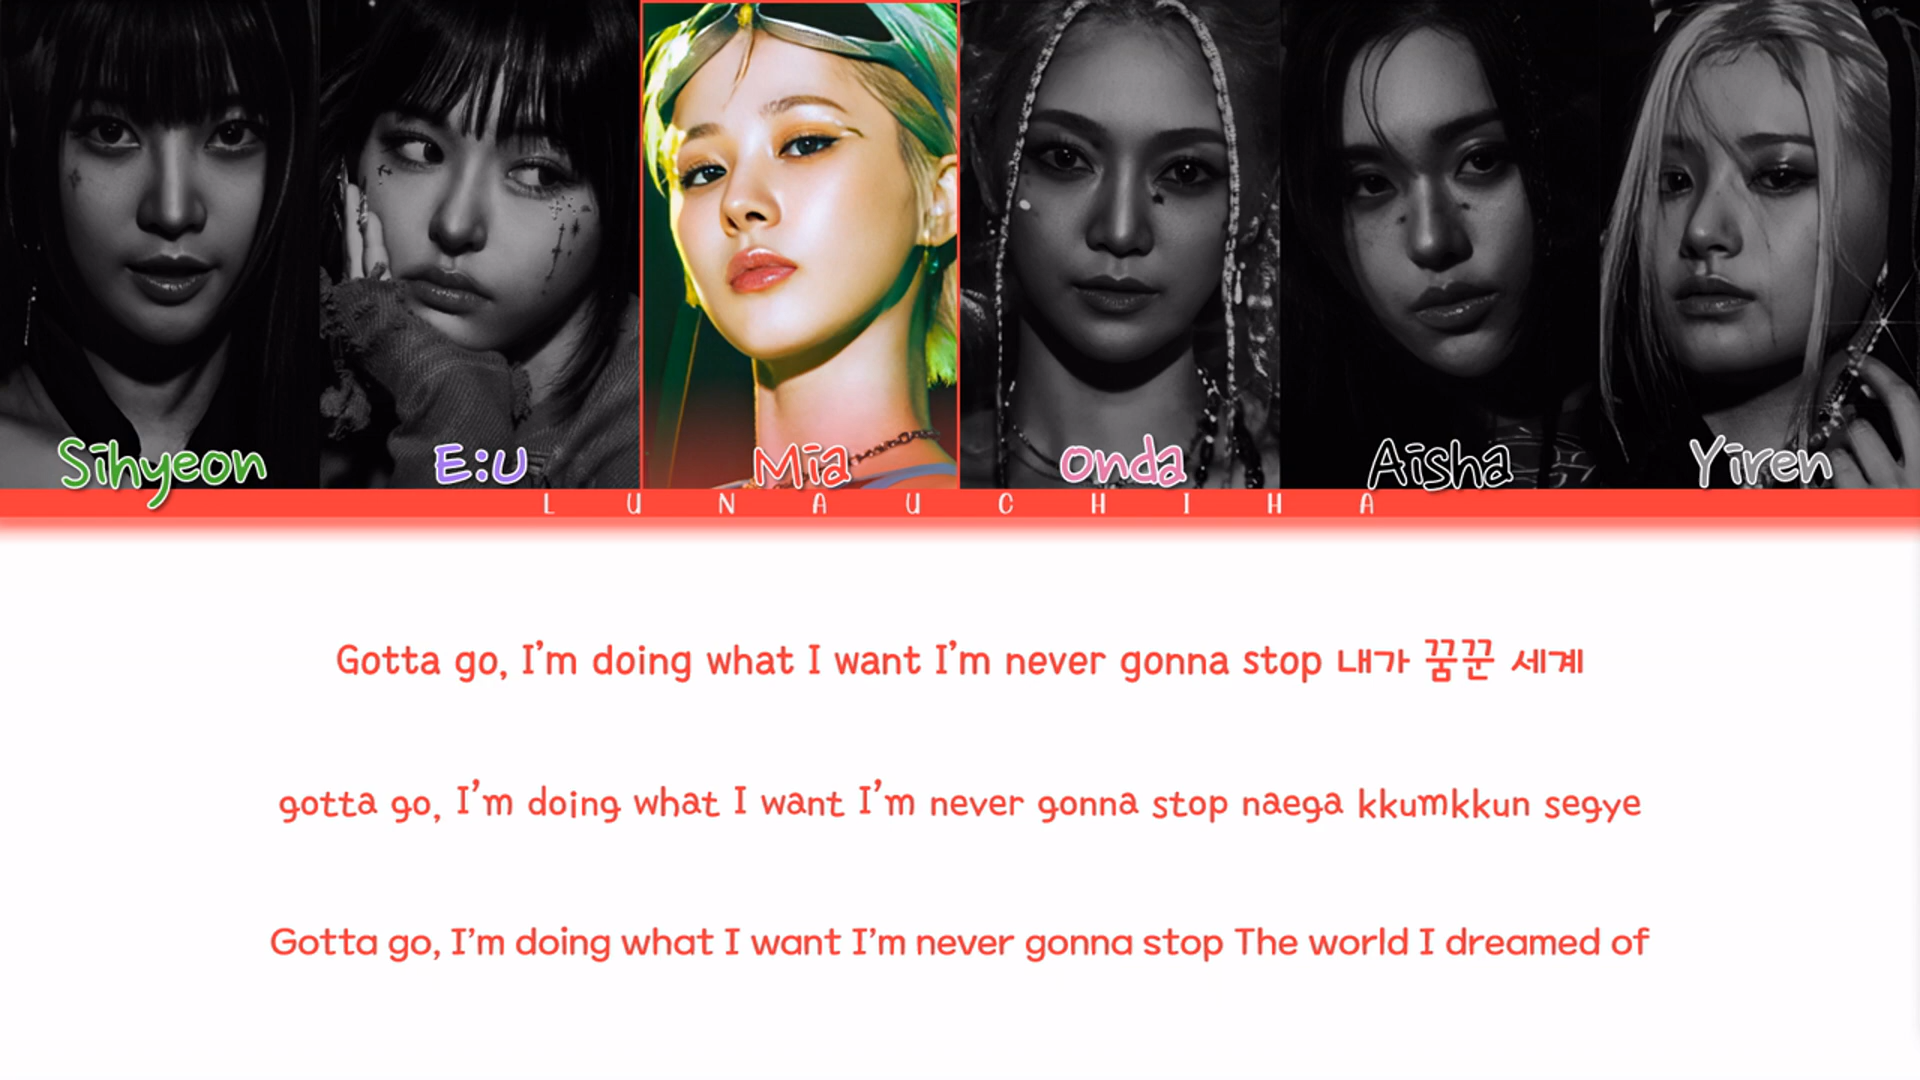 Sihyeon E:U Mia Onda Aisha Yiren
LUNAUCHIHA
Gotta go, I'm doing what I want I'm never gonna stop 내가 꿈꾼 세계
gotta go, I'm doing what I want I'm never gonna stop naega kkumkkun segye
Gotta go, I'm doing what I want I'm never gonna stop The world I dreamed of